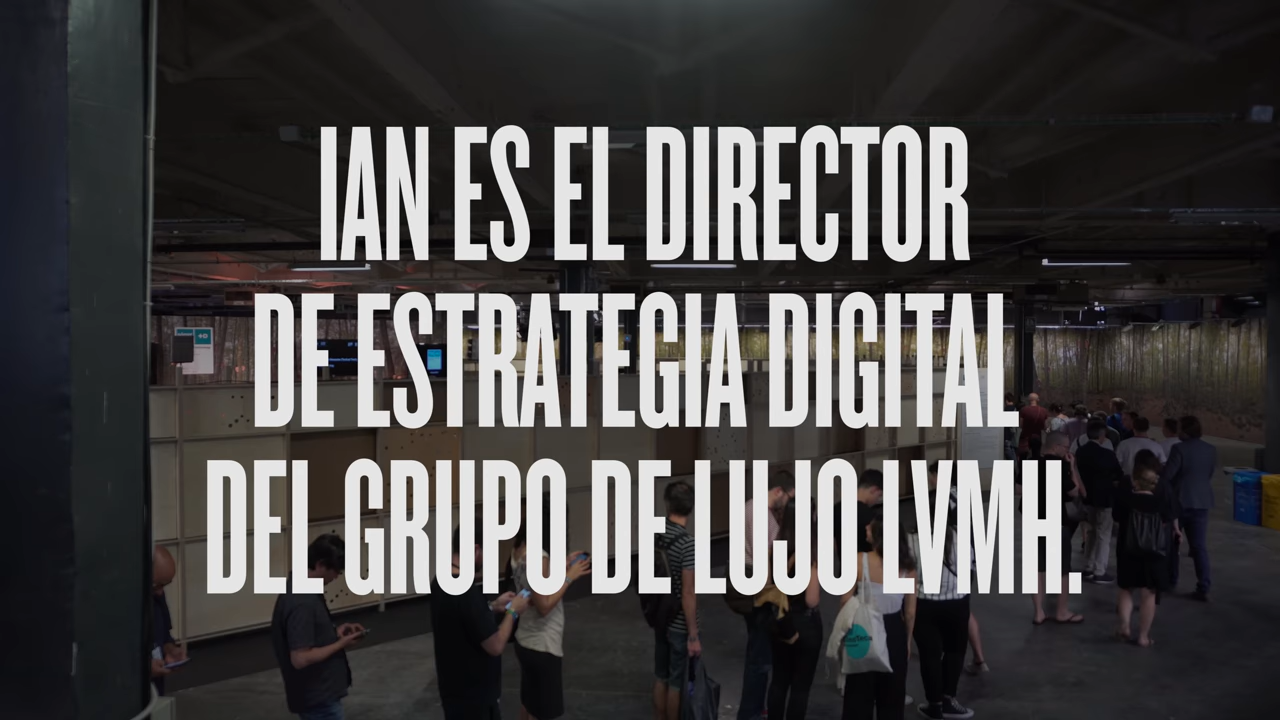 IAN ES EL DIRECTOR
DE ESTRATEGIA DIGITAL
DEL GRUPO DE LUJO LVMH.